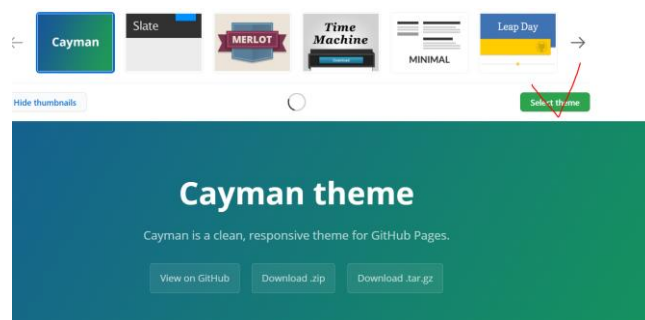 Cayman
Slate
MERLOT
Time
Machine
Download
MINIMAL
Leap Day
Hide thumbnails
Select theme
Cayman theme
Cayman is a clean, responsive theme for GitHub Pages.
View on GitHub
Download .zip
Download .tar.gz